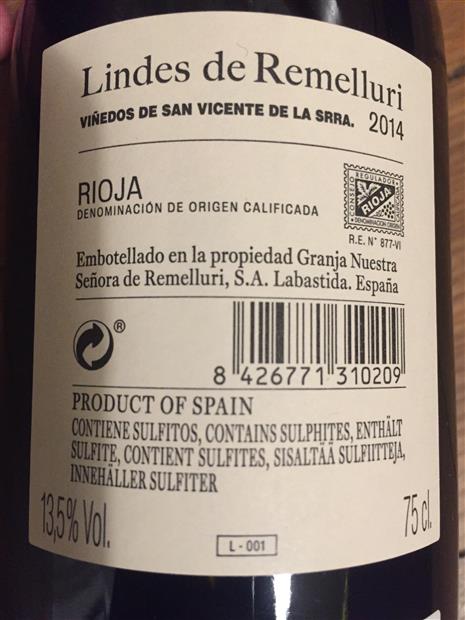 Lindes de Remelluri
VIÑEDOS DE SAN VICENTE DE LA SRRA. 2014
RIOJA
DENOMINACIÓN DE ORIGEN CALIFICADA
CONSEJO REGULADOR
RIOJA
DENOMINACION ORIGEN
R.E. N° 877-VI
Embotellado en la propiedad Granja Nuestra
Señora de Remelluri, S.A. Labastida. España
®
8 426771 310209
PRODUCT OF SPAIN
CONTIENE SULFITOS, CONTAINS SULPHITES, ENTHÄLT
SULFITE, CONTIENT SULFITES, SISALTÄÄ SULFIITTEJA,
INNEHÅLLER SULFITER
13,5% Vol.
75 cl.
L - 001